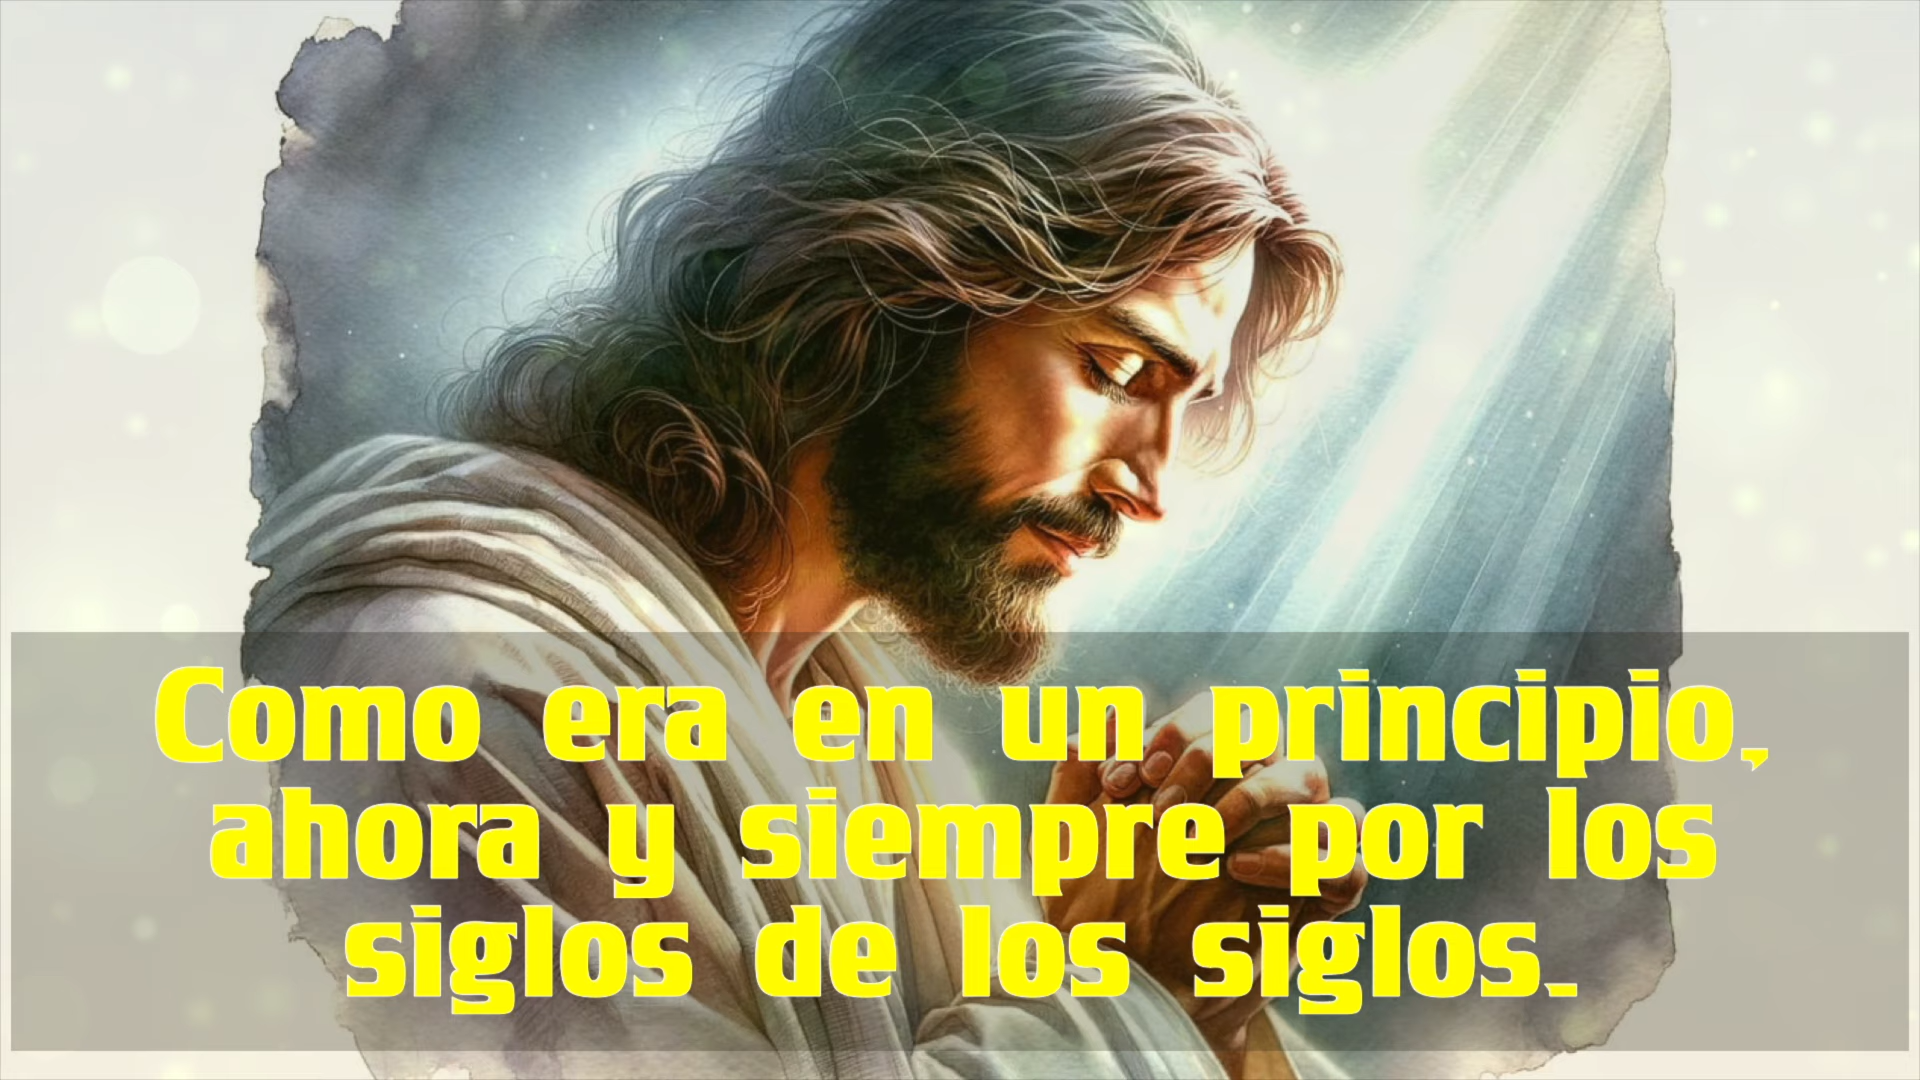 Como era en un principio,
ahora y siempre por los
siglos de los siglos.